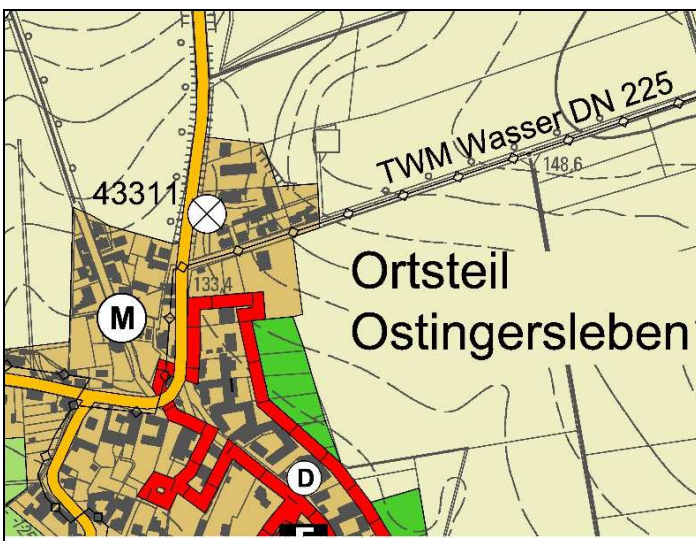 TWM Wasser DN 225
148,6
43311
Ortsteil
Ostingersleben
133,4
M
D